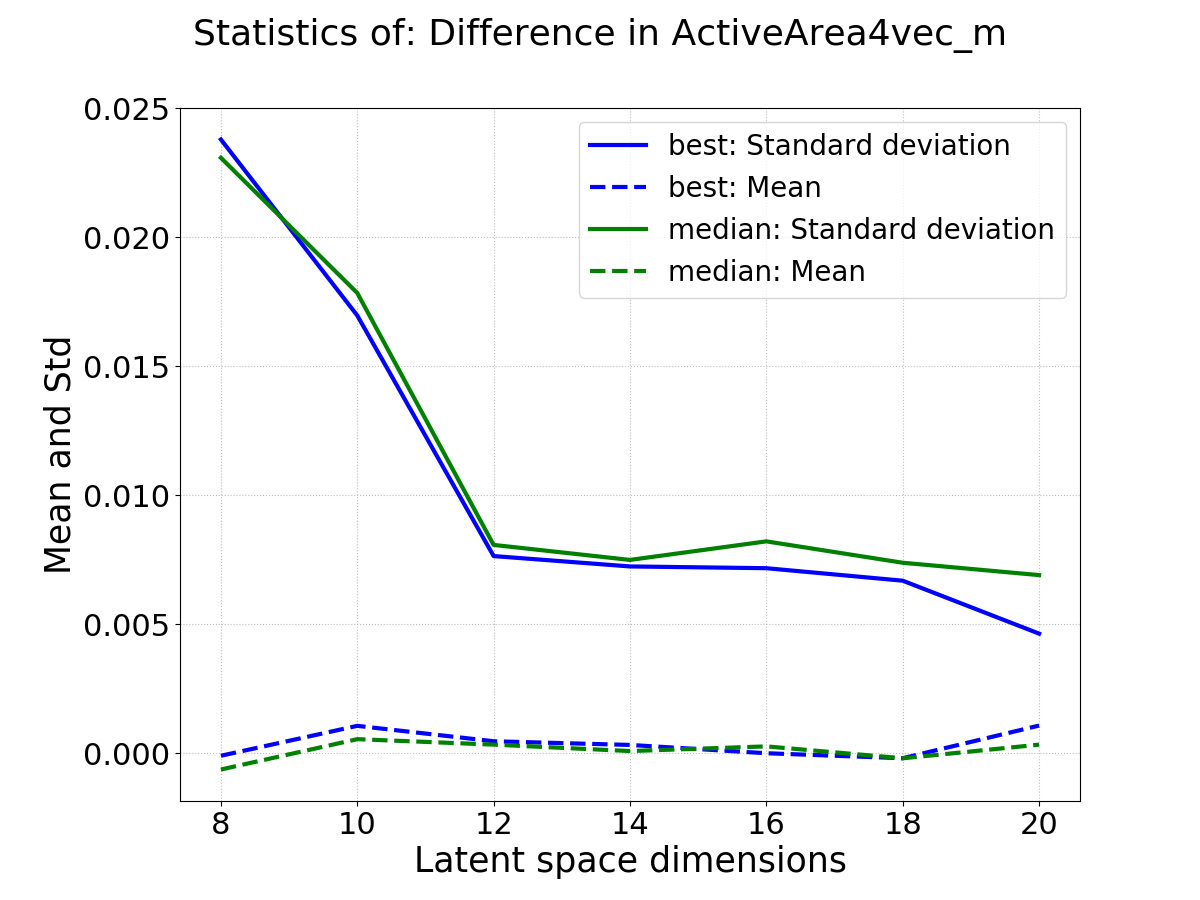 Statistics of: Difference in ActiveArea4vec_m
0.025
0.020
0.015
0.010
0.005
0.000
Mean and Std
best: Standard deviation
best: Mean
median: Standard deviation
median: Mean
8 10 12 14 16 18 20
Latent space dimensions